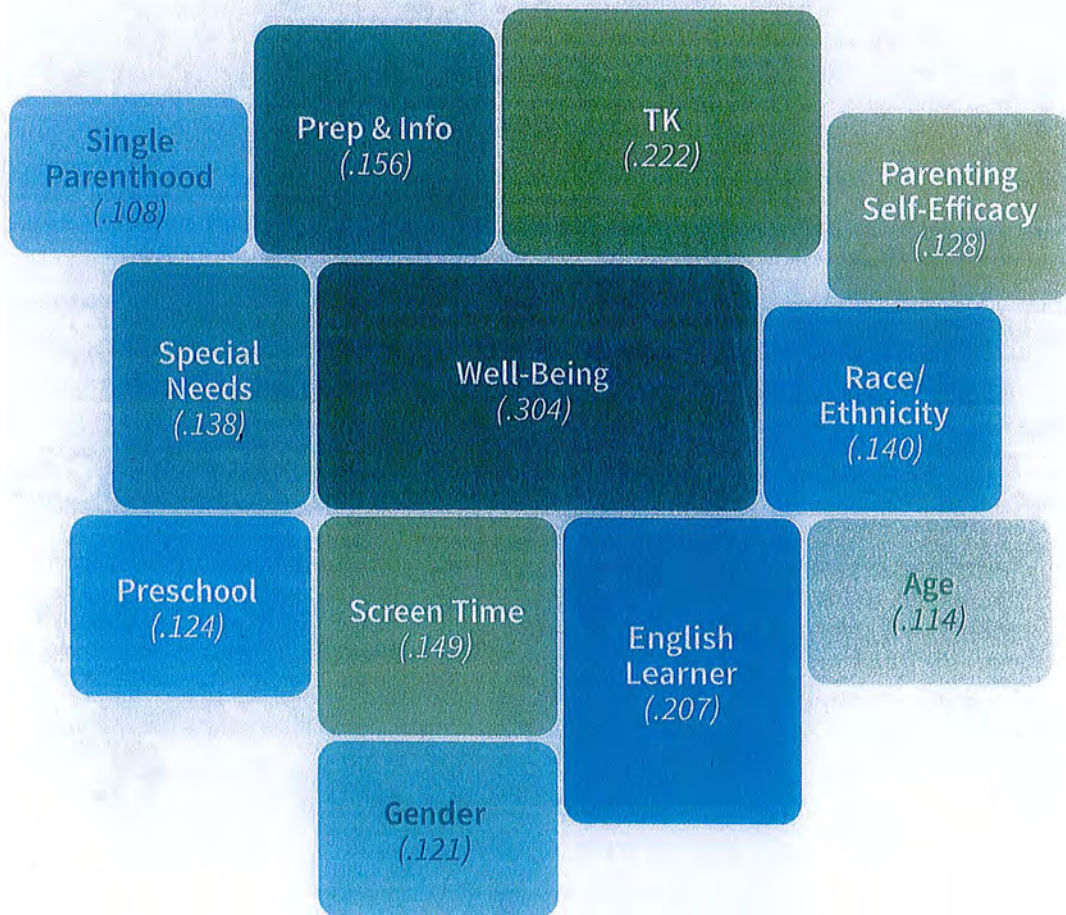 Single
Parenthood
(.108)
Prep & Info
(.156)
TK
(.222)
Parenting
Self-Efficacy
(.128)
Special
Needs
(.138)
Well-Being
(.304)
Race/
Ethnicity
(.140)
Preschool
(.124)
Screen Time
(.149)
English
Learner
(.207)
Age
(.114)
Gender
(.121)